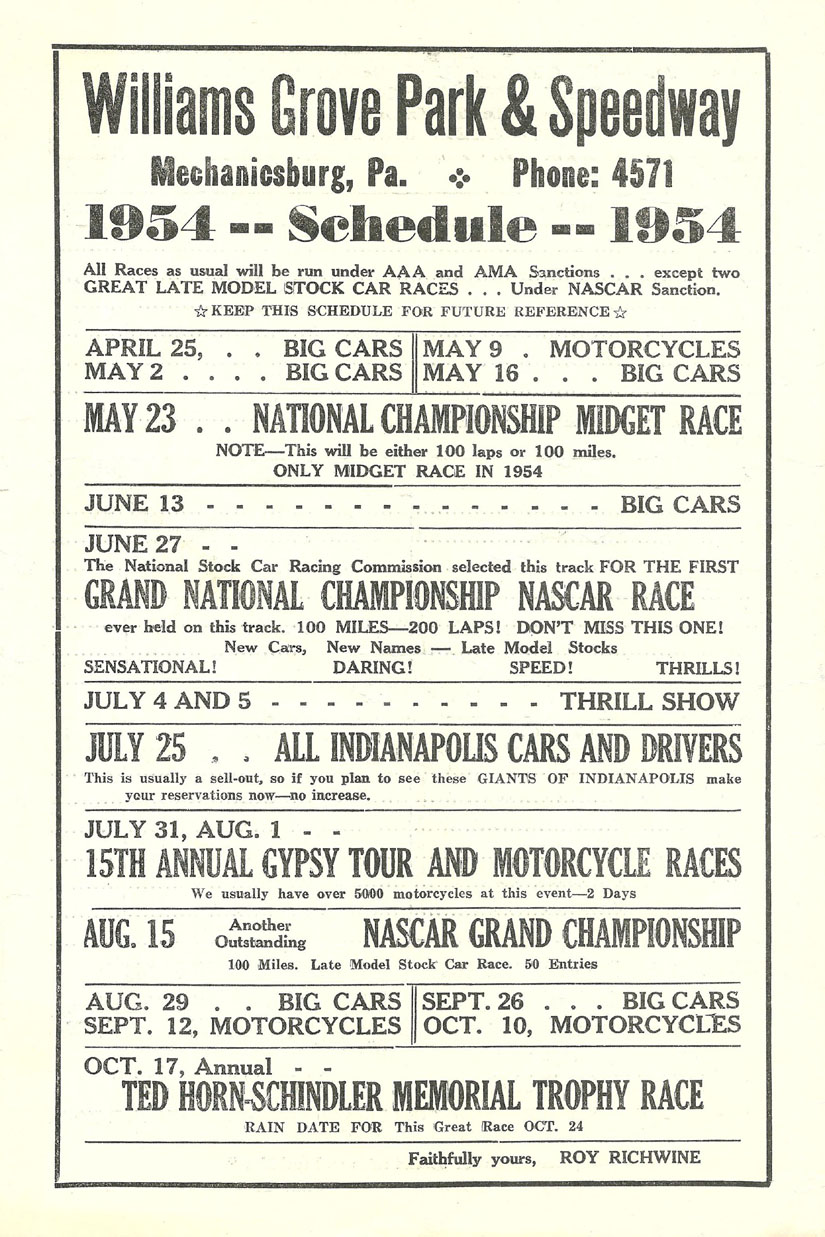 Williams Grove Park & Speedway
Mechanicsburg, Pa. Phone: 4571
1954 -- Schedule -- 1954
All Races as usual will be run under AAA and AMA Sanctions . . . except two
GREAT LATE MODEL STOCK CAR RACES . . . Under NASCAR Sanction.
☆KEEP THIS SCHEDULE FOR FUTURE REFERENCE☆
APRIL 25, . . BIG CARS
MAY 2 . . . . BIG CARS
MAY 9 . MOTORCYCLES
MAY 16 . . . BIG CARS
MAY 23 . . NATIONAL CHAMPIONSHIP MIDGET RACE
NOTE—This will be either 100 laps or 100 miles.
ONLY MIDGET RACE IN 1954
JUNE 13 - - - - - - - - - - - - - - BIG CARS
JUNE 27 - -
The National Stock Car Racing Commission selected this track FOR THE FIRST
GRAND NATIONAL CHAMPIONSHIP NASCAR RACE
ever held on this track. 100 MILES—200 LAPS! DON'T MISS THIS ONE!
New Cars, New Names — Late Model Stocks
SENSATIONAL! DARING! SPEED! THRILLS!
JULY 4 AND 5 - - - - - - - - - - THRILL SHOW
JULY 25 . . ALL INDIANAPOLIS CARS AND DRIVERS
This is usually a sell-out, so if you plan to see these GIANTS OF INDIANAPOLIS make
your reservations now—no increase.
JULY 31, AUG. 1 - -
15TH ANNUAL GYPSY TOUR AND MOTORCYCLE RACES
We usually have over 5000 motorcycles at this event—2 Days
AUG. 15 Another Outstanding NASCAR GRAND CHAMPIONSHIP
100 Miles. Late Model Stock Car Race. 50 Entries
AUG. 29 . . BIG CARS
SEPT. 12, MOTORCYCLES
SEPT. 26 . . . BIG CARS
OCT. 10, MOTORCYCLES
OCT. 17, Annual - -
TED HORN-SCHINDLER MEMORIAL TROPHY RACE
RAIN DATE FOR This Great Race OCT. 24
Faithfully yours, ROY RICHWINE